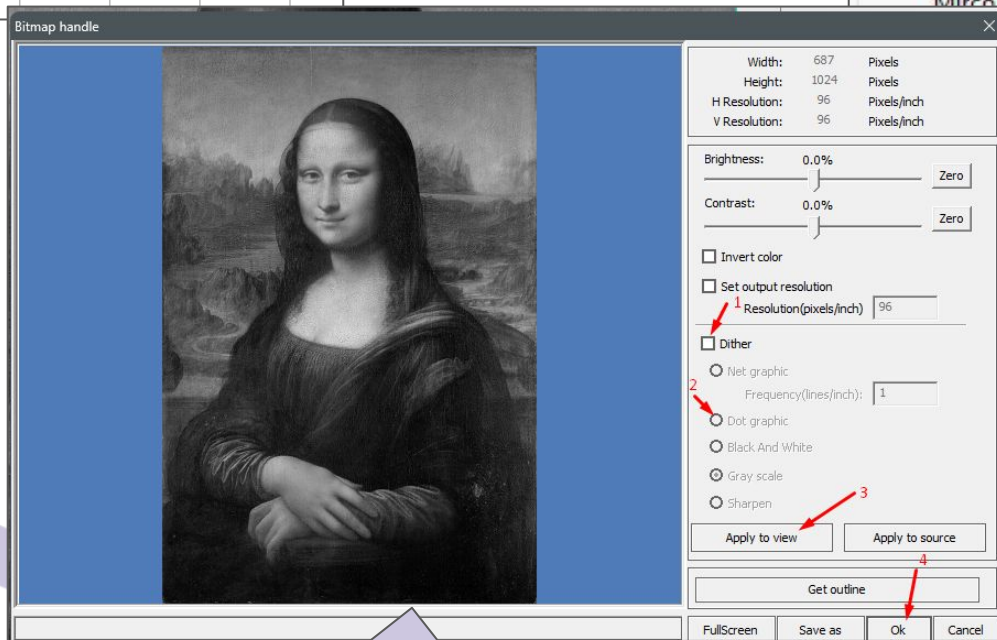 Bitmap handle
Width: 687 Pixels
Height: 1024 Pixels
H Resolution: 96 Pixels/inch
V Resolution: 96 Pixels/inch
Brightness: 0.0%
Zero
Contrast: 0.0%
Zero
Invert color
Set output resolution
1
Resolution(pixels/inch) 96
Dither
Net graphic
2
Frequency(lines/inch): 1
Dot graphic
Black And White
Gray scale
3
Sharpen
Apply to view Apply to source
4
Get outline
FullScreen Save as Ok Cancel